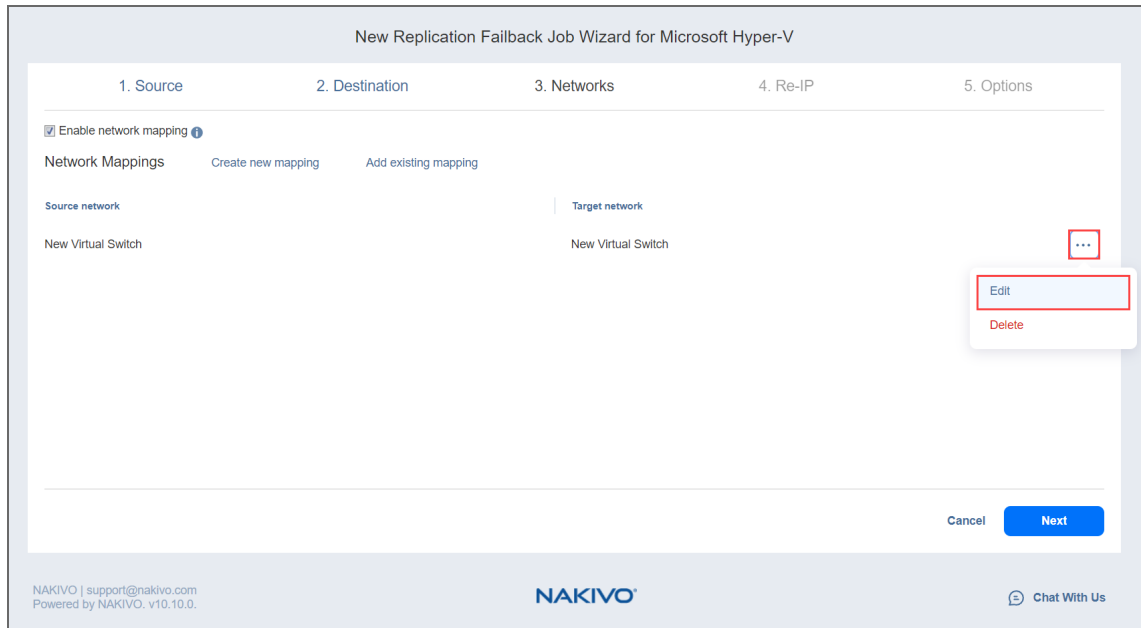 New Replication Failback Job Wizard for Microsoft Hyper-V
1. Source 2. Destination 3. Networks 4. Re-IP 5. Options
Enable network mapping
Network Mappings Create new mapping Add existing mapping
Source network Target network
New Virtual Switch New Virtual Switch ...
Edit
Delete
Cancel Next
NAKIVO | support@nakivo.com
Powered by NAKIVO. v10.10.0.
NAKIVO®
Chat With Us